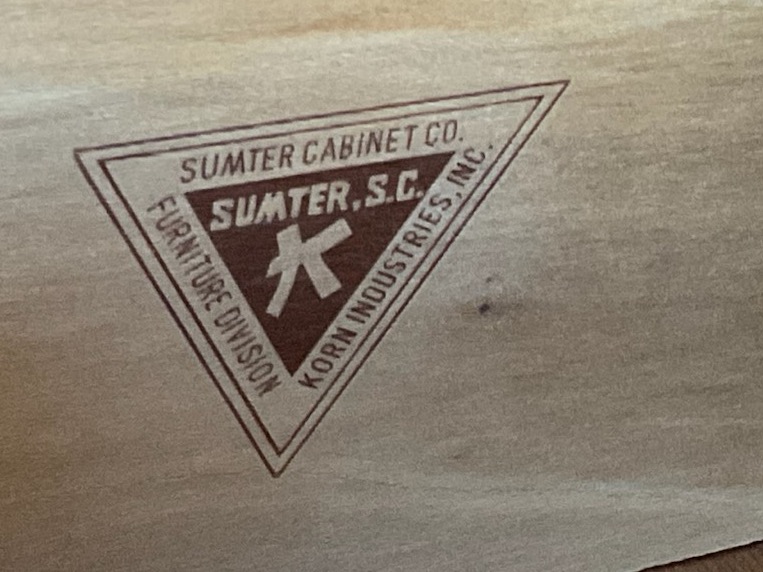 SUMTER CABINET CO.
SUMTER, S.C.
K
FURNITURE DIVISION
KORN INDUSTRIES, INC.